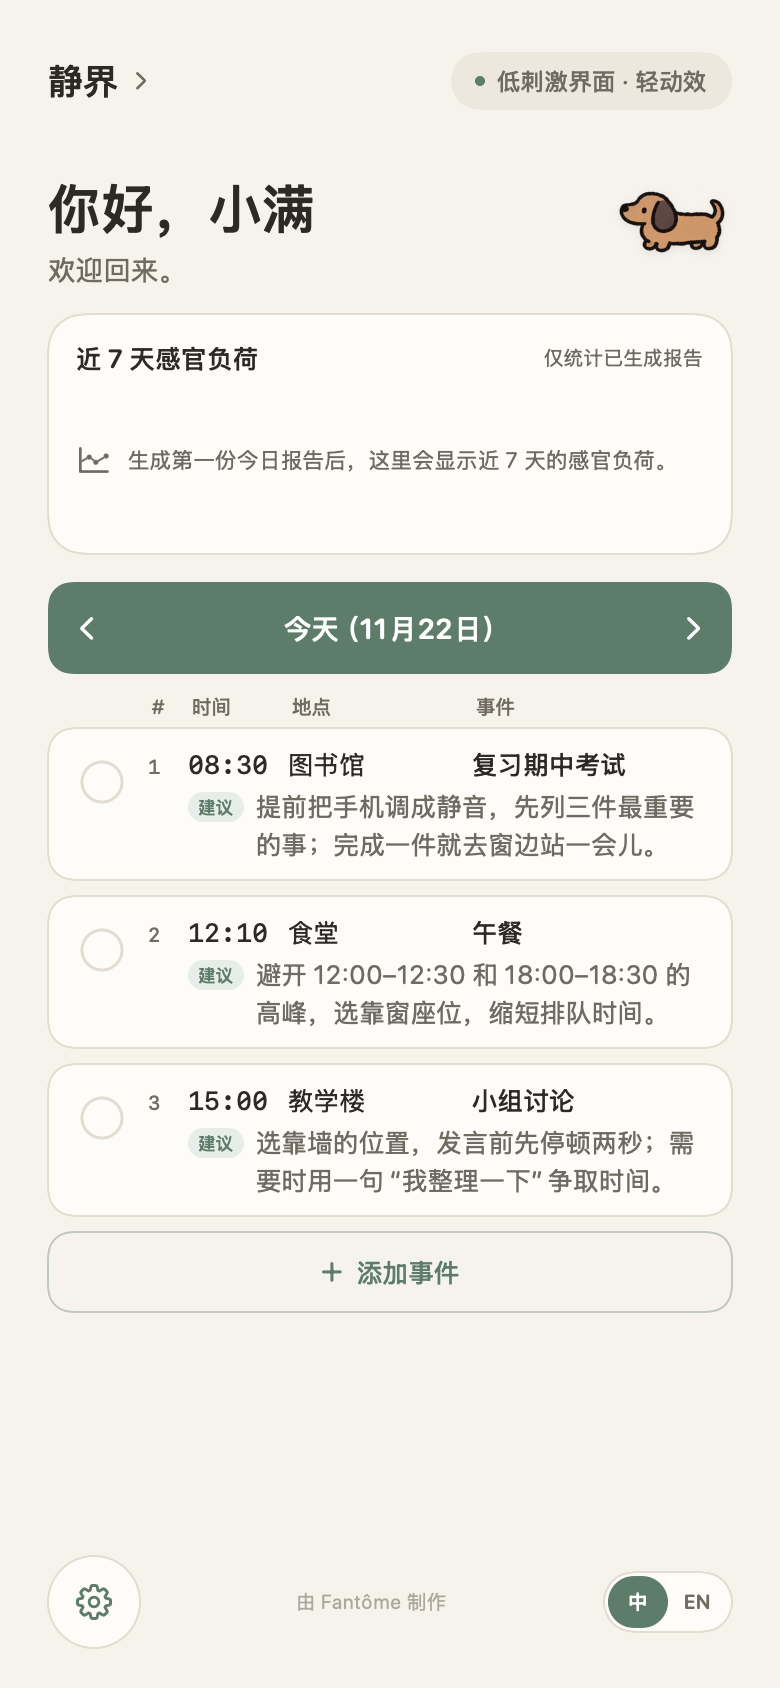 静界
低刺激界面 · 轻动效
你好，小满
欢迎回来。
近 7 天感官负荷
仅统计已生成报告
生成第一份今日报告后，这里会显示近 7 天的感官负荷。
今天 (11月22日)
# 时间 地点 事件
1 08:30 图书馆 复习期中考试
建议 提前把手机调成静音，先列三件最重要
的事；完成一件就去窗边站一会儿。
2 12:10 食堂 午餐
建议 避开 12:00–12:30 和 18:00–18:30 的
高峰，选靠窗座位，缩短排队时间。
3 15:00 教学楼 小组讨论
建议 选靠墙的位置，发言前先停顿两秒；需
要时用一句 “我整理一下” 争取时间。
+ 添加事件
由 Fantôme 制作
中 EN